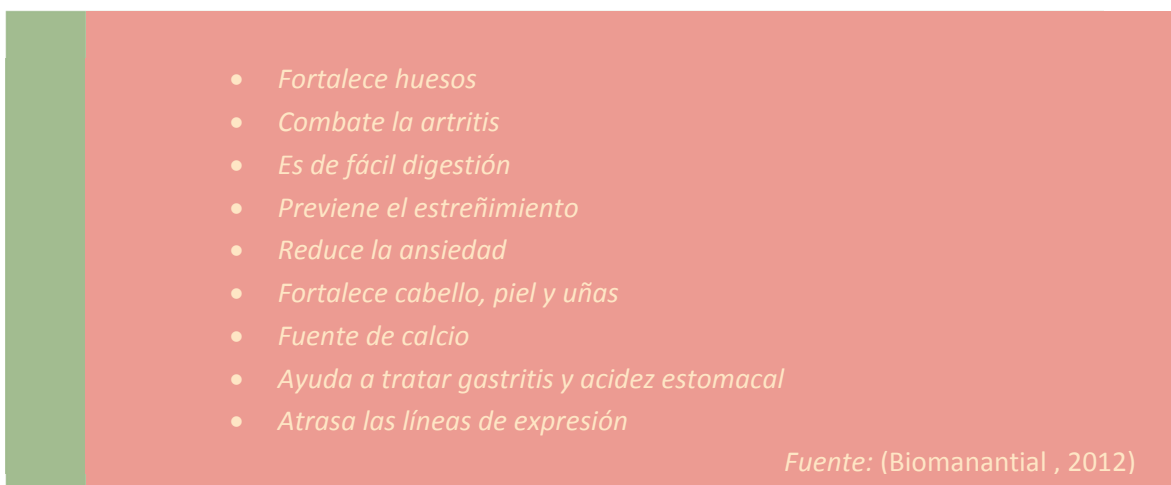 • Fortalece huesos
• Combate la artritis
• Es de fácil digestión
• Previene el estreñimiento
• Reduce la ansiedad
• Fortalece cabello, piel y uñas
• Fuente de calcio
• Ayuda a tratar gastritis y acidez estomacal
• Atrasa las líneas de expresión
Fuente: (Biomanantial , 2012)